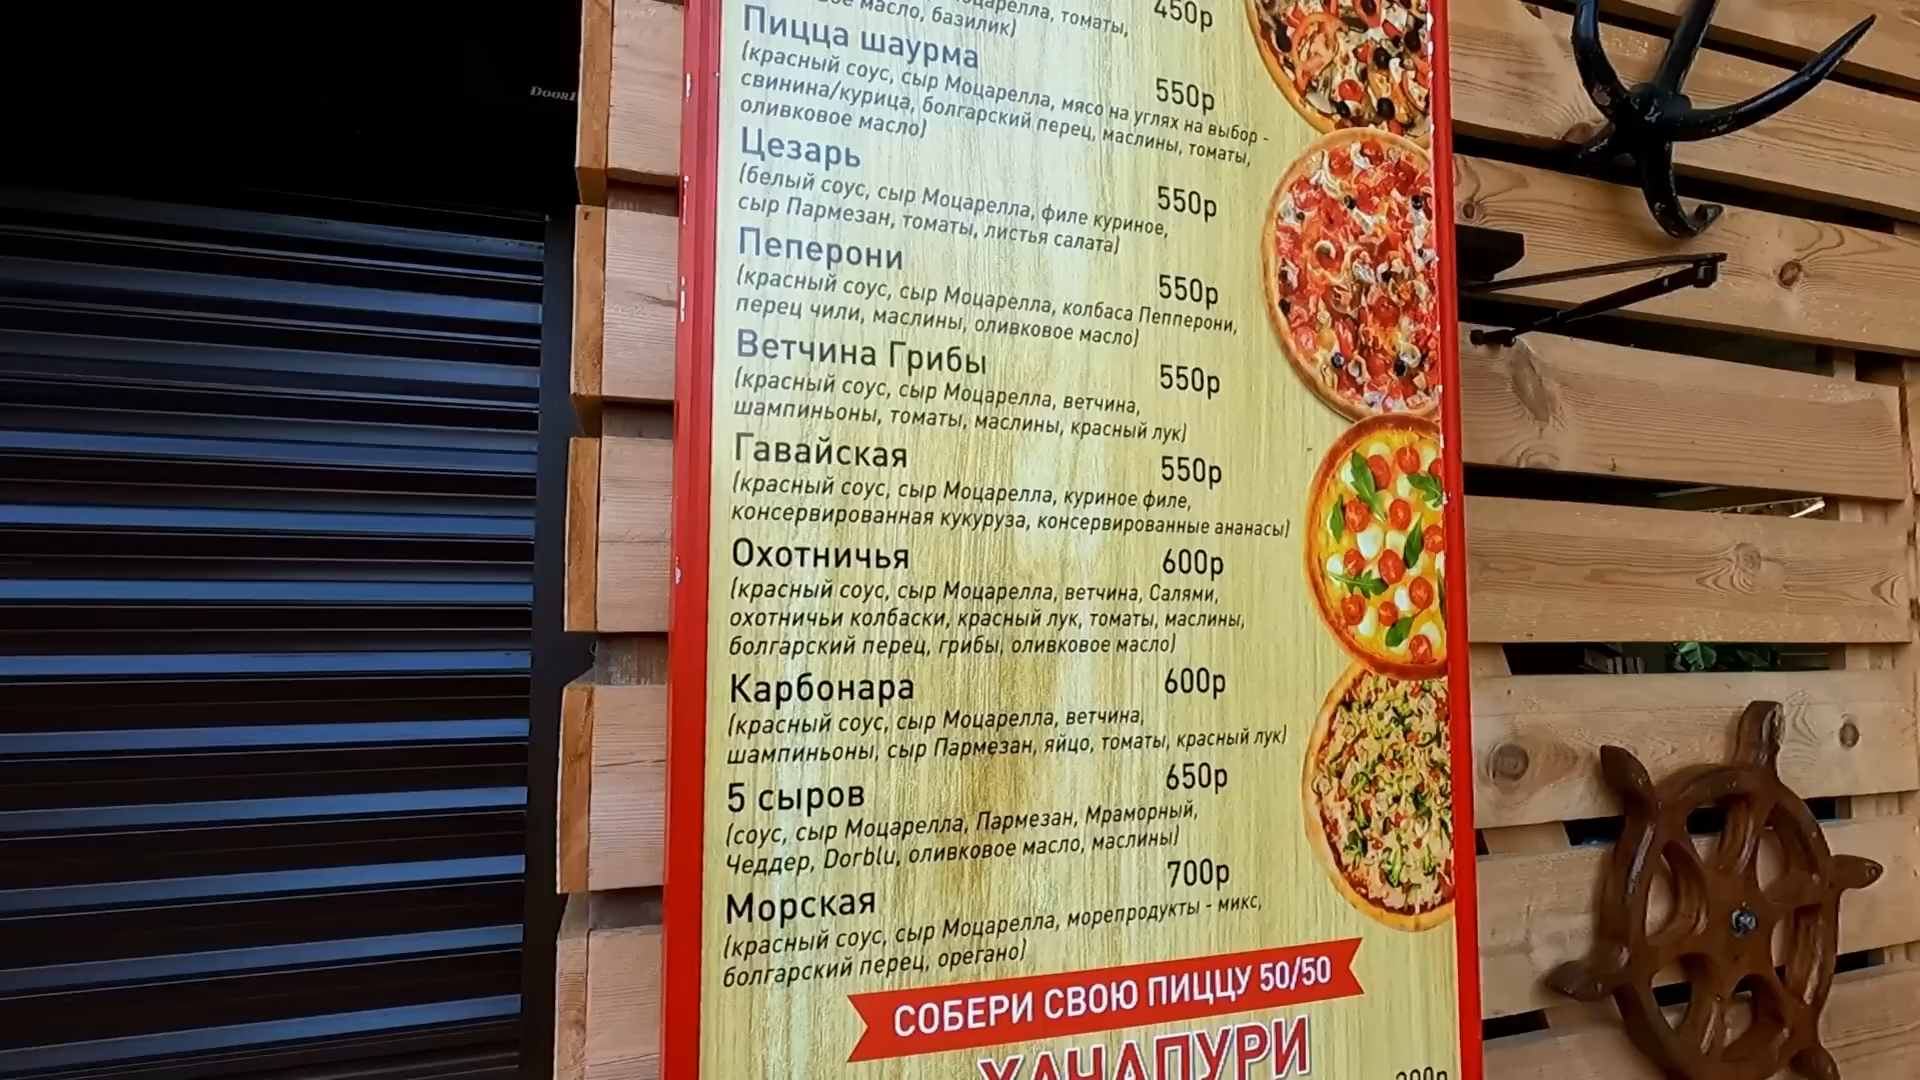 Моцарелла, томаты,
450р
масло, базилик)
Пицца шаурма
550р
(красный соус, сыр Моцарелла, мясо на углях на выбор -
свинина/курица, болгарский перец, маслины, томаты,
оливковое масло)
Цезарь
550р
(белый соус, сыр Моцарелла, филе куриное,
сыр Пармезан, томаты, листья салата)
Пеперони
550р
(красный соус, сыр Моцарелла, колбаса Пепперони,
перец чили, маслины, оливковое масло)
Ветчина Грибы
550р
(красный соус, сыр Моцарелла, ветчина,
шампиньоны, томаты, маслины, красный лук)
Гавайская
550р
(красный соус, сыр Моцарелла, куриное филе,
консервированная кукуруза, консервированные ананасы)
Охотничья
600р
(красный соус, сыр Моцарелла, ветчина, Салями,
охотничьи колбаски, красный лук, томаты, маслины,
болгарский перец, грибы, оливковое масло)
Карбонара
600р
(красный соус, сыр Моцарелла, ветчина,
шампиньоны, сыр Пармезан, яйцо, томаты, красный лук)
5 сыров
650р
(соус, сыр Моцарелла, Пармезан, Мраморный,
Чеддер, Dorblu, оливковое масло, маслины)
Морская
700р
(красный соус, сыр Моцарелла, морепродукты - микс,
болгарский перец, орегано)
СОБЕРИ СВОЮ ПИЦЦУ 50/50
ХАЧАПУРИ